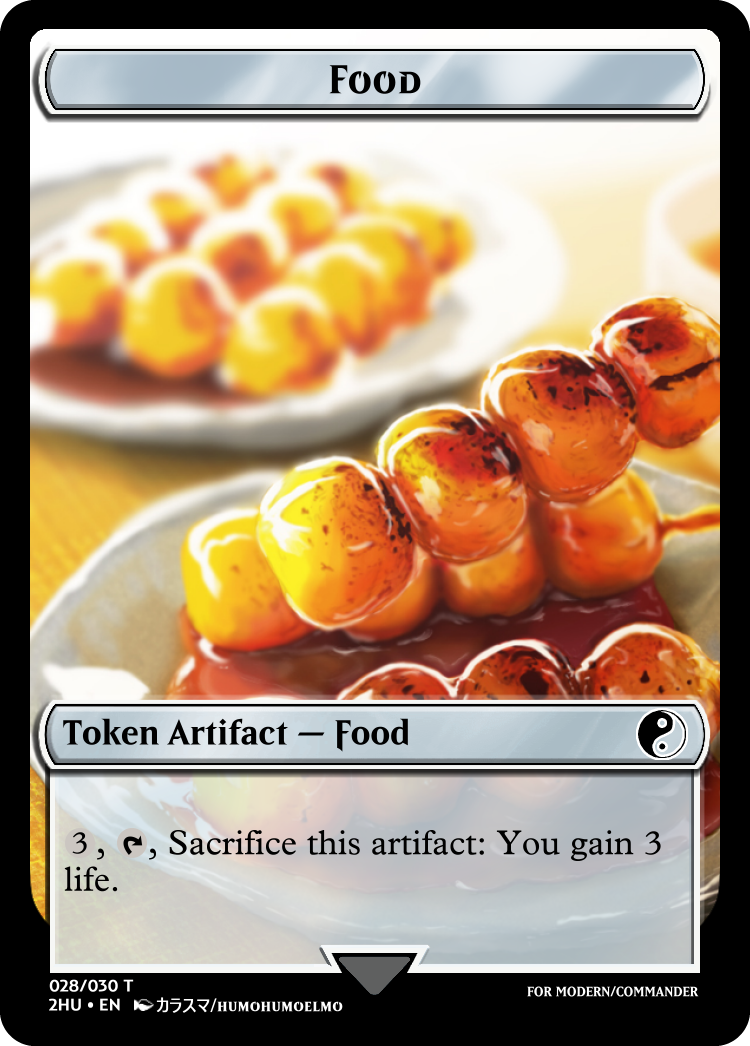 Food
Token Artifact — Food
3, , Sacrifice this artifact: You gain 3
life.
028/030 T
2HU • EN カラスマ/HUMOHUMOELMO
FOR MODERN/COMMANDER